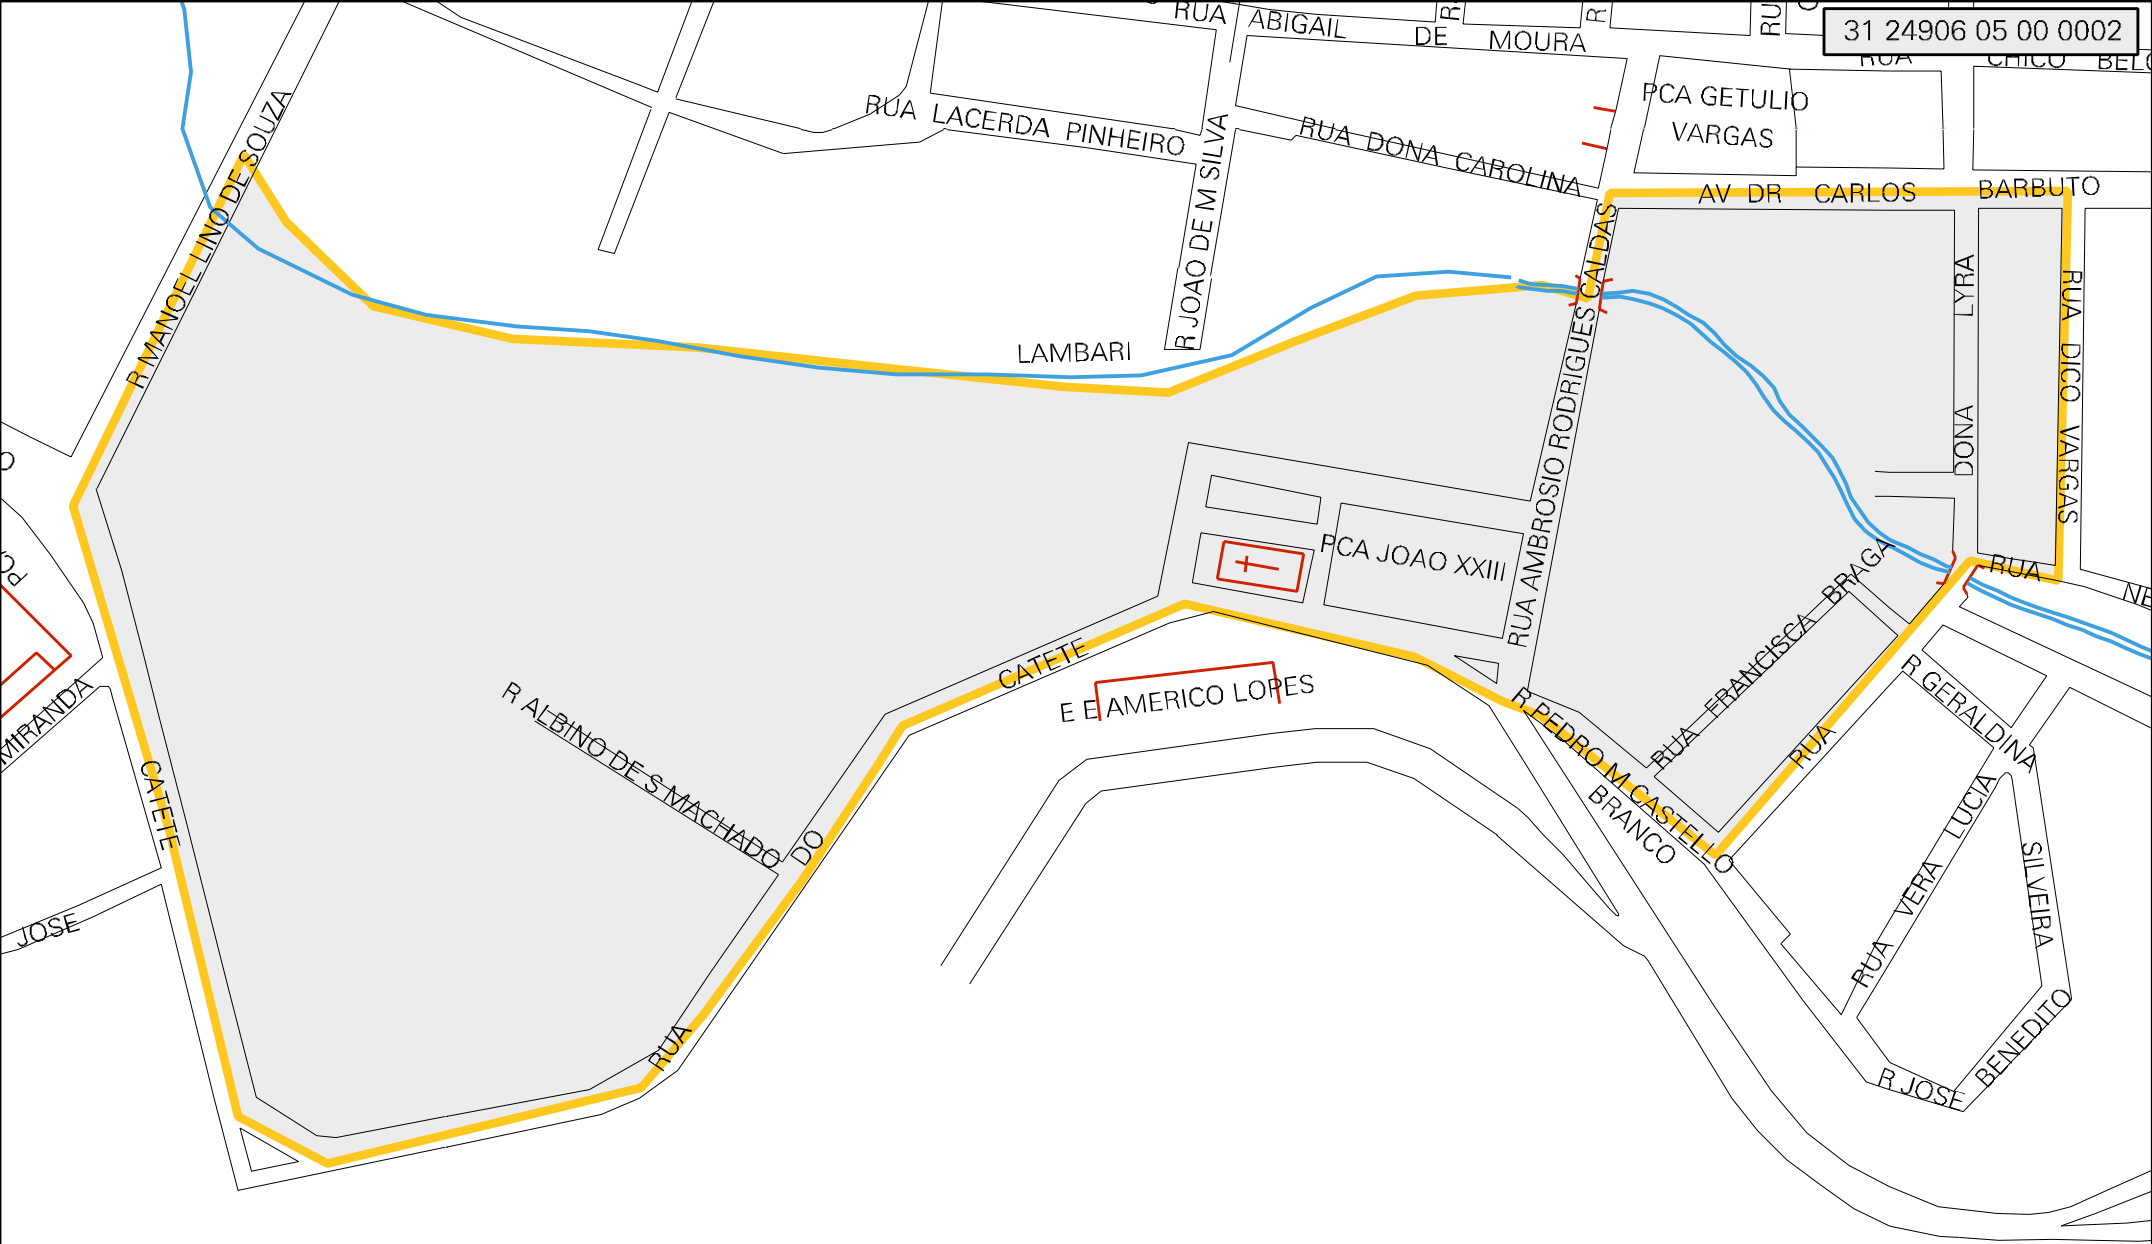 31 24906 05 00 0002
RUA ABIGAIL DE MOURA
RUA CHICO
PCA GETULIO
VARGAS
RUA LACERDA PINHEIRO
RUA DONA CAROLINA
AV DR CARLOS BARBUTO
R MANOEL LINO DE SOUZA
R JOAO DE M SILVA
RUA AMBROSIO RODRIGUES CALDAS
DONA LYRA
RUA DICO VARGAS
LAMBARI
PCA JOAO XXIII
RUA FRANCISCA BRAGA
RUA
RUA
CATETE
E E AMERICO LOPES
R ALBINO DE S MACHADO
RUA DO
CATETE
MIRANDA
JOSE
R PEDRO M CASTELLO
BRANCO
R GERALDINA
RUA VERA LUCIA
SILVEIRA
R JOSE
BENEDITO